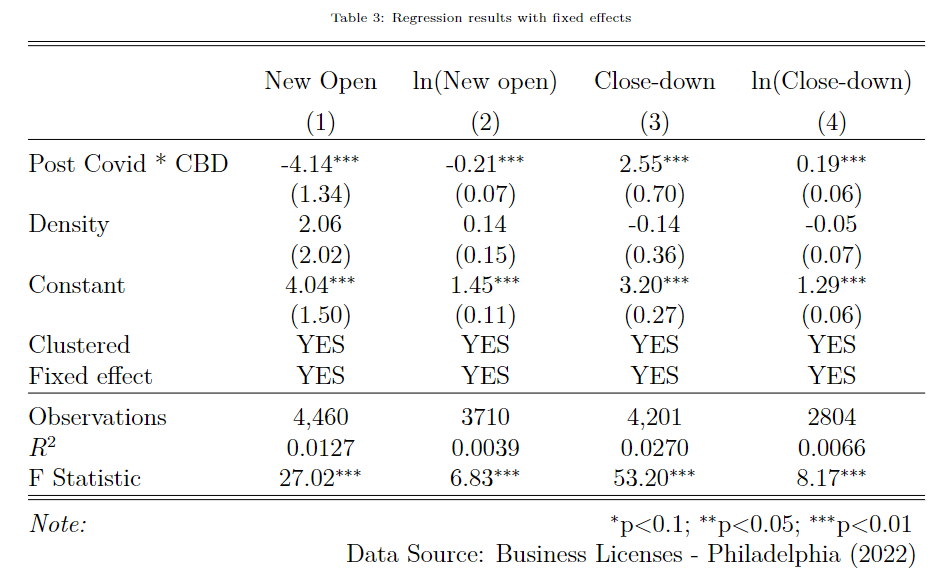 Table 3: Regression results with fixed effects
New Open ln(New open) Close-down ln(Close-down)
(1) (2) (3) (4)
Post Covid * CBD -4.14*** -0.21*** 2.55*** 0.19***
(1.34) (0.07) (0.70) (0.06)
Density 2.06 0.14 -0.14 -0.05
(2.02) (0.15) (0.36) (0.07)
Constant 4.04*** 1.45*** 3.20*** 1.29***
(1.50) (0.11) (0.27) (0.06)
Clustered YES YES YES YES
Fixed effect YES YES YES YES
Observations 4,460 3710 4,201 2804
R² 0.0127 0.0039 0.0270 0.0066
F Statistic 27.02*** 6.83*** 53.20*** 8.17***
Note: *p<0.1; **p<0.05; ***p<0.01
Data Source: Business Licenses - Philadelphia (2022)